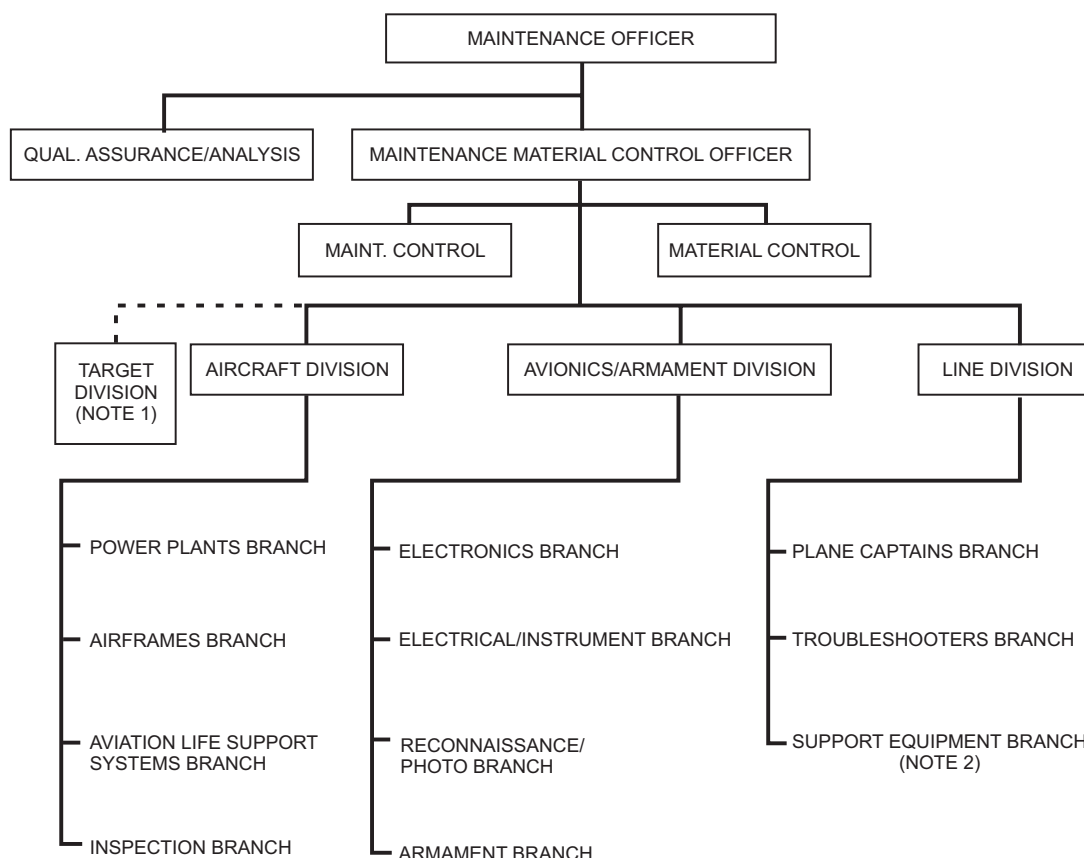 MAINTENANCE OFFICER
QUAL. ASSURANCE/ANALYSIS
MAINTENANCE MATERIAL CONTROL OFFICER
MAINT. CONTROL
MATERIAL CONTROL
TARGET
DIVISION
(NOTE 1)
AIRCRAFT DIVISION
AVIONICS/ARMAMENT DIVISION
LINE DIVISION
POWER PLANTS BRANCH
AIRFRAMES BRANCH
AVIATION LIFE SUPPORT
SYSTEMS BRANCH
INSPECTION BRANCH
ELECTRONICS BRANCH
ELECTRICAL/INSTRUMENT BRANCH
RECONNAISSANCE/
PHOTO BRANCH
ARMAMENT BRANCH
PLANE CAPTAINS BRANCH
TROUBLESHOOTERS BRANCH
SUPPORT EQUIPMENT BRANCH
(NOTE 2)